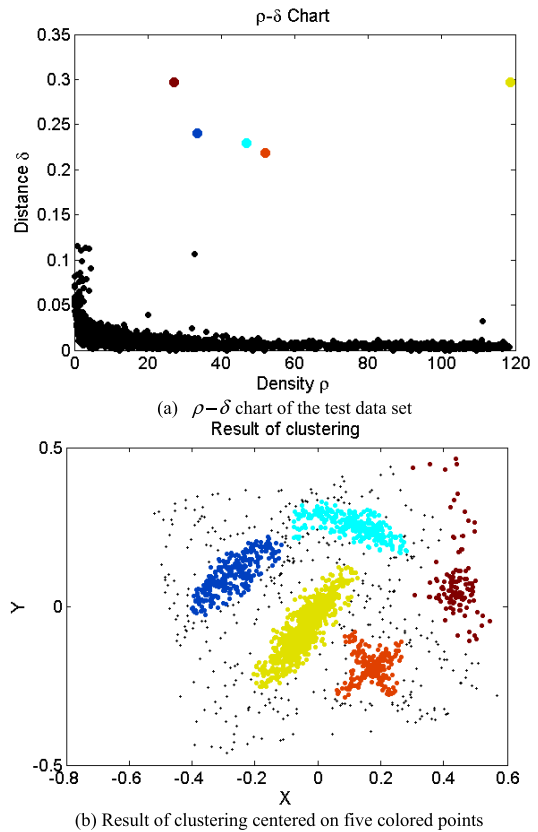 ρ-δ Chart
0.35
0.3
0.25
0.2
0.15
0.1
0.05
0
Distance δ
0 20 40 60 80 100 120
Density ρ
(a) ρ−δ chart of the test data set
Result of clustering
0.5
0
-0.5
Y
-0.8 -0.6 -0.4 -0.2 0 0.2 0.4 0.6
X
(b) Result of clustering centered on five colored points